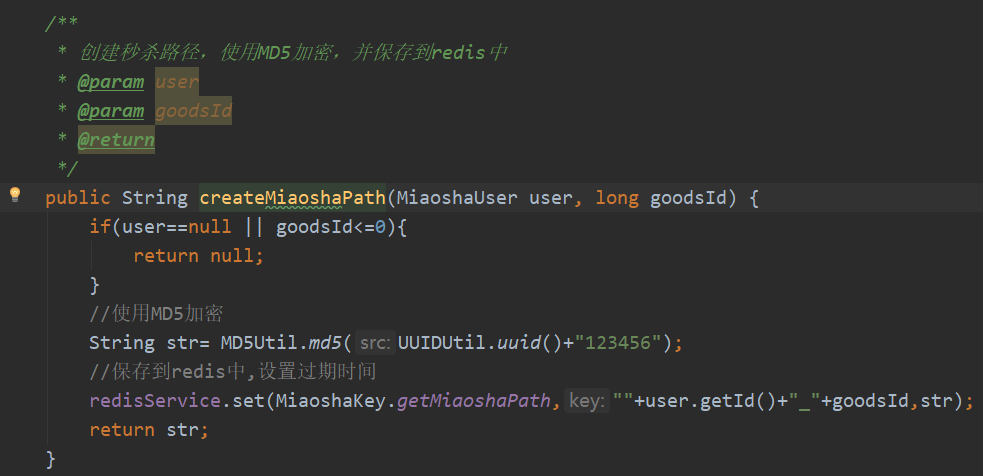 /**
 * 创建秒杀路径，使用MD5加密，并保存到redis中
 * @param user
 * @param goodsId
 * @return
 */
public String createMiaoshaPath(MiaoshaUser user, long goodsId) {
    if(user==null || goodsId<=0){
        return null;
    }
    //使用MD5加密
    String str= MD5Util.md5( src: UUIDUtil.uuid()+"123456");
    //保存到redis中,设置过期时间
    redisService.set(MiaoshaKey.getMiaoshaPath, key: ""+user.getId()+"_"+goodsId,str);
    return str;
}